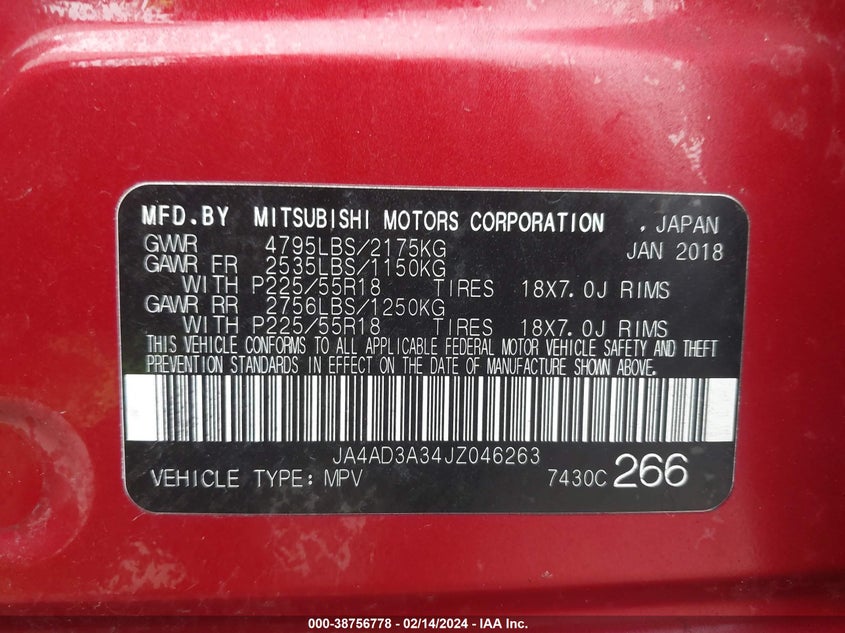 MFD.BY MITSUBISHI MOTORS CORPORATION . JAPAN
GVWR 4795LBS/2175KG JAN 2018
GAWR FR 2535LBS/1150KG
WITH P225/55R18 TIRES 18X7.0J RIMS
GAWR RR 2756LBS/1250KG
WITH P225/55R18 TIRES 18X7.0J RIMS
THIS VEHICLE CONFORMS TO ALL APPLICABLE FEDERAL MOTOR VEHICLE SAFETY AND THEFT
PREVENTION STANDARDS IN EFFECT ON THE DATE OF MANUFACTURE SHOWN ABOVE.
JA4AD3A34JZ046263
VEHICLE TYPE: MPV 7430C 266
000-38756778 - 02/14/2024 - IAA Inc.